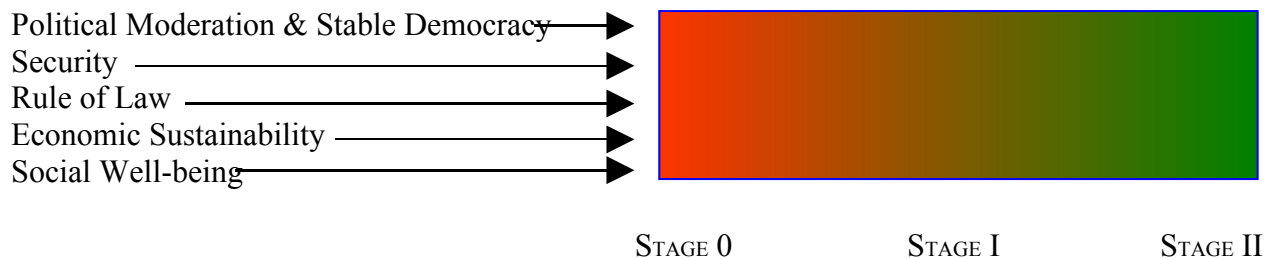 Political Moderation & Stable Democracy
Security
Rule of Law
Economic Sustainability
Social Well-being
STAGE 0 STAGE I STAGE II